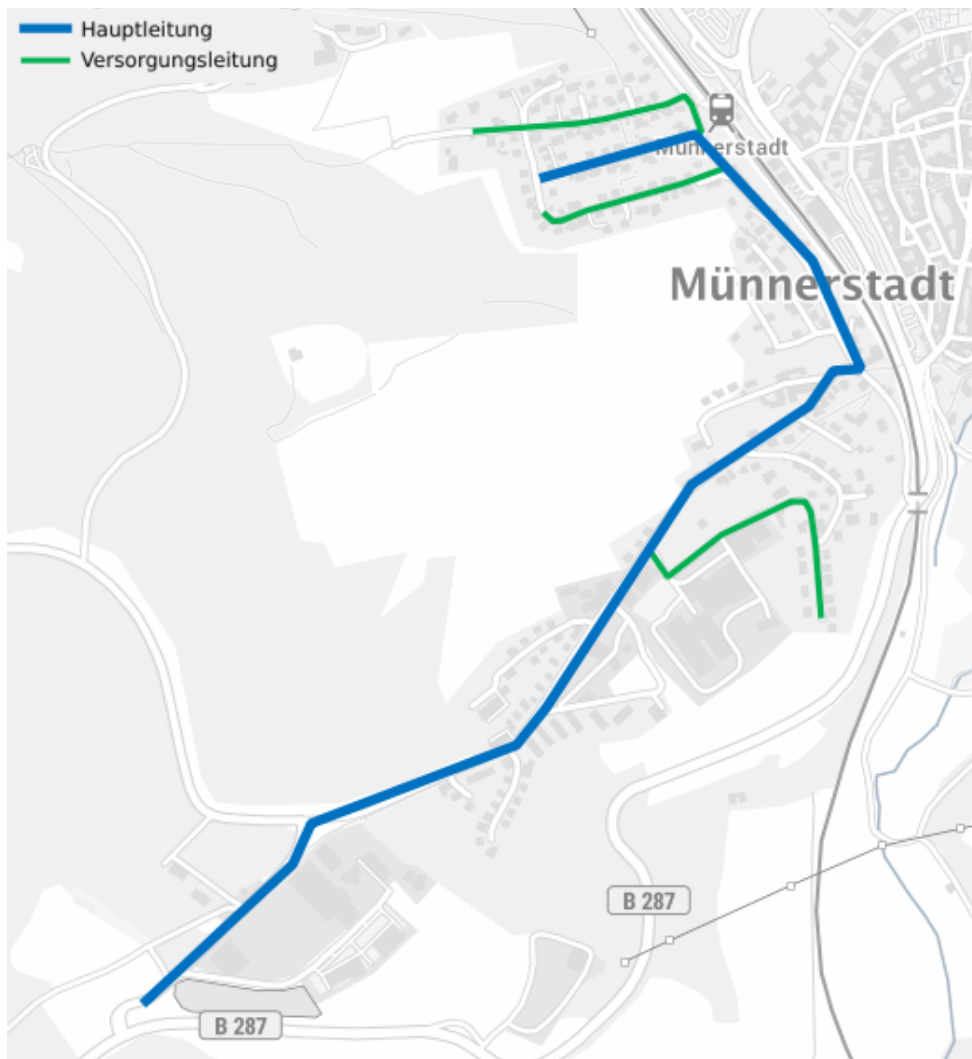 Hauptleitung
Versorgungsleitung
Münnerstadt
Münnerstadt
B 287
B 287